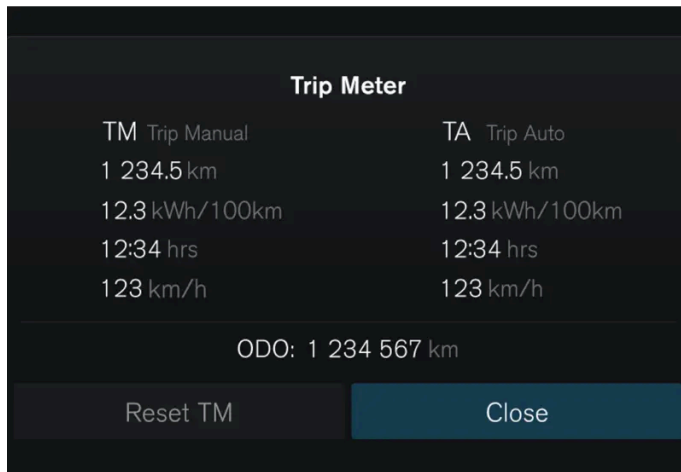 Trip Meter
TM Trip Manual
1 234.5 km
12.3 kWh/100km
12:34 hrs
123 km/h
TA Trip Auto
1 234.5 km
12.3 kWh/100km
12:34 hrs
123 km/h
ODO: 1 234 567 km
Reset TM
Close